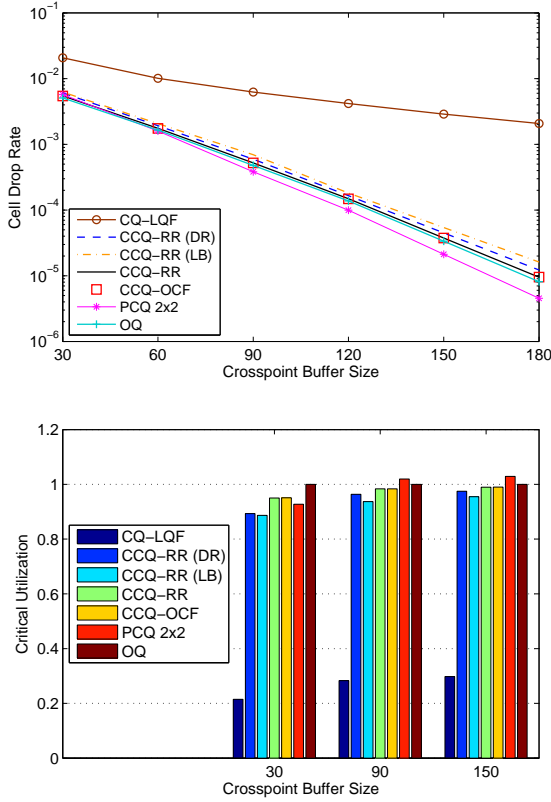 10^-1
10^-2
10^-3
10^-4
10^-5
10^-6
Cell Drop Rate
CQ−LQF
CCQ−RR (DR)
CCQ−RR (LB)
CCQ−RR
CCQ−OCF
PCQ 2x2
OQ
30 60 90 120 150 180
Crosspoint Buffer Size
1.2
1
0.8
0.6
0.4
0.2
0
Critical Utilization
CQ−LQF
CCQ−RR (DR)
CCQ−RR (LB)
CCQ−RR
CCQ−OCF
PCQ 2x2
OQ
30 90 150
Crosspoint Buffer Size